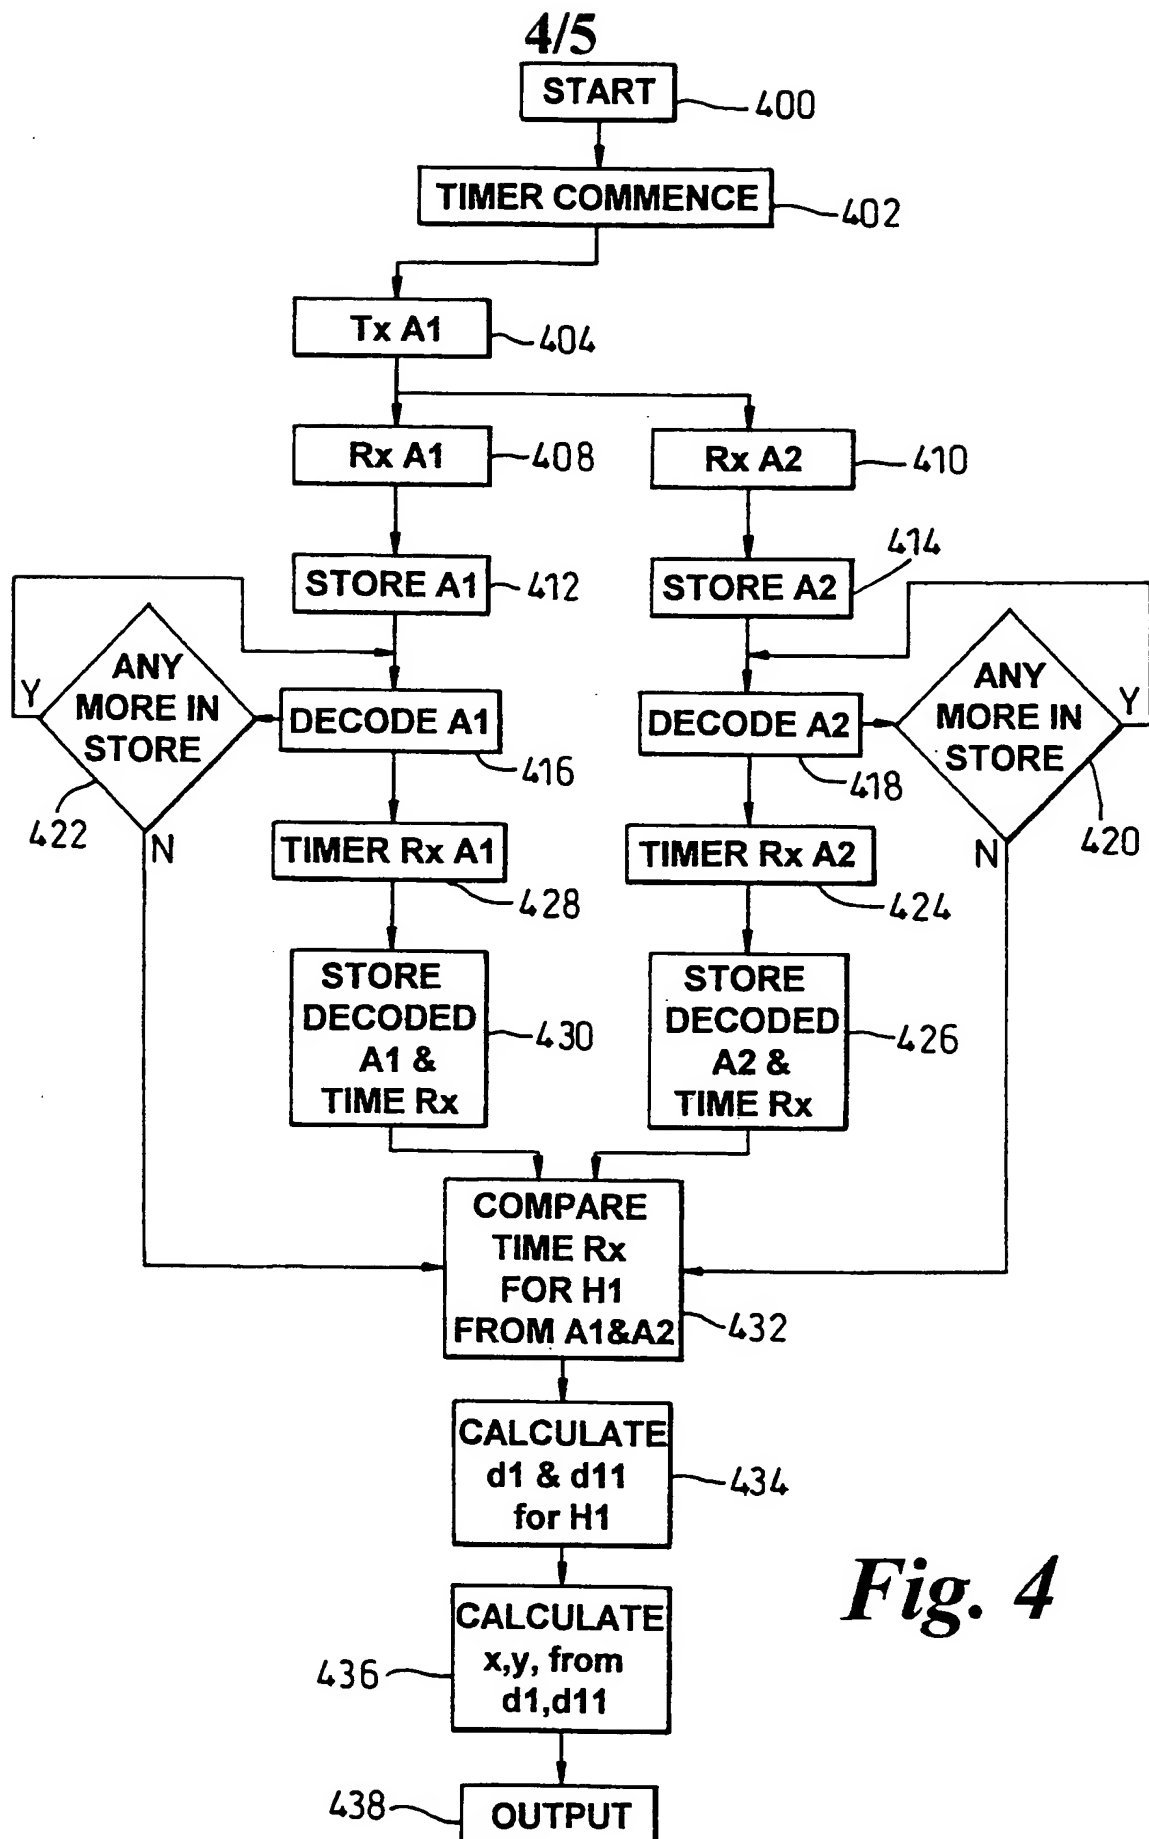 4/5
START
400
TIMER COMMENCE
402
Tx A1
404
Rx A1
408
Rx A2
410
STORE A1
412
STORE A2
414
ANY
MORE IN
STORE
Y
422
N
DECODE A1
416
DECODE A2
418
ANY
MORE IN
STORE
Y
420
N
TIMER Rx A1
428
TIMER Rx A2
424
STORE
DECODED
A1 &
TIME Rx
430
STORE
DECODED
A2 &
TIME Rx
426
COMPARE
TIME Rx
FOR H1
FROM A1&A2
432
CALCULATE
d1 & d11
for H1
434
CALCULATE
x,y, from
d1,d11
436
OUTPUT
438
Fig. 4